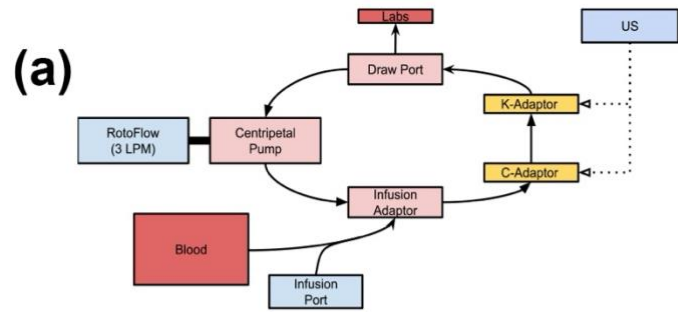 (a)
Labs
US
Draw Port
K-Adaptor
RotoFlow
(3 LPM)
Centripetal
Pump
C-Adaptor
Infusion
Adaptor
Blood
Infusion
Port